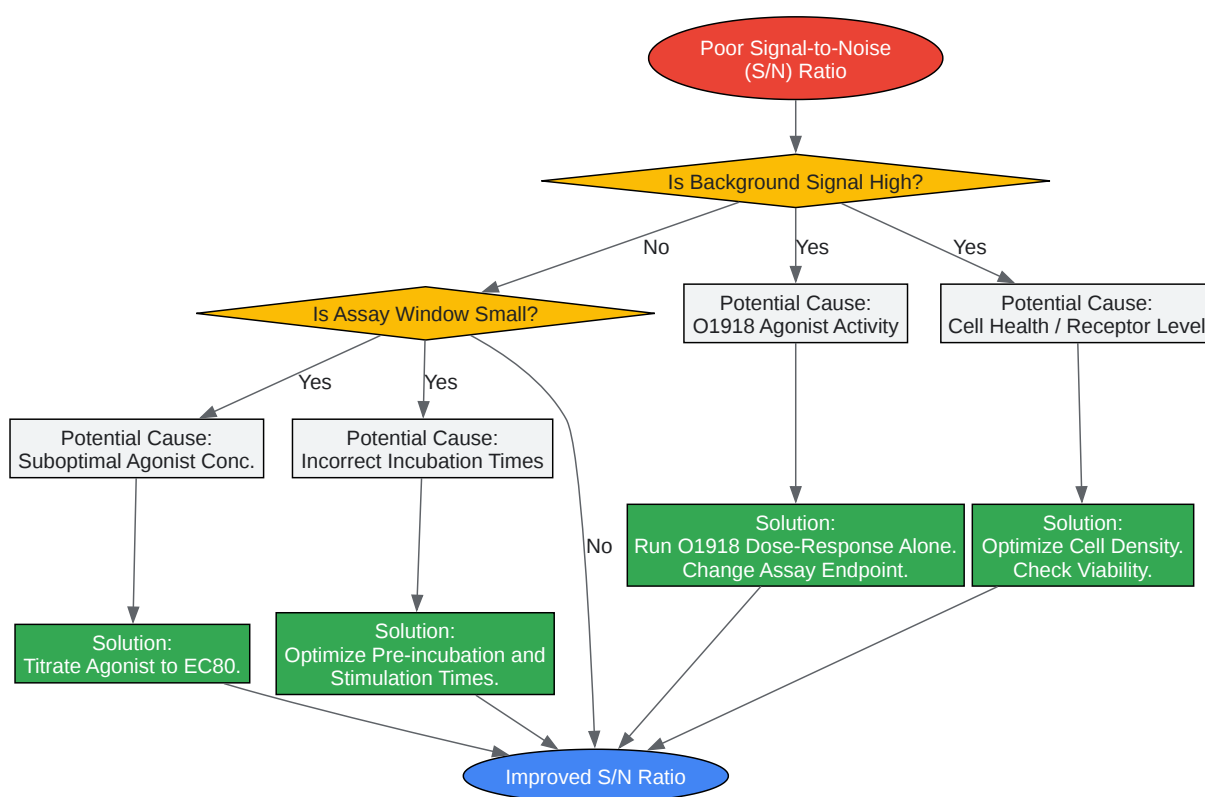 Poor Signal-to-Noise
(S/N) Ratio
Is Background Signal High?
No
Yes
Yes
Is Assay Window Small?
Potential Cause:
O1918 Agonist Activity
Potential Cause:
Cell Health / Receptor Level
Yes
Yes
No
Potential Cause:
Suboptimal Agonist Conc.
Potential Cause:
Incorrect Incubation Times
Solution:
Run O1918 Dose-Response Alone.
Change Assay Endpoint.
Solution:
Optimize Cell Density.
Check Viability.
Solution:
Titrate Agonist to EC80.
Solution:
Optimize Pre-incubation and
Stimulation Times.
Improved S/N Ratio